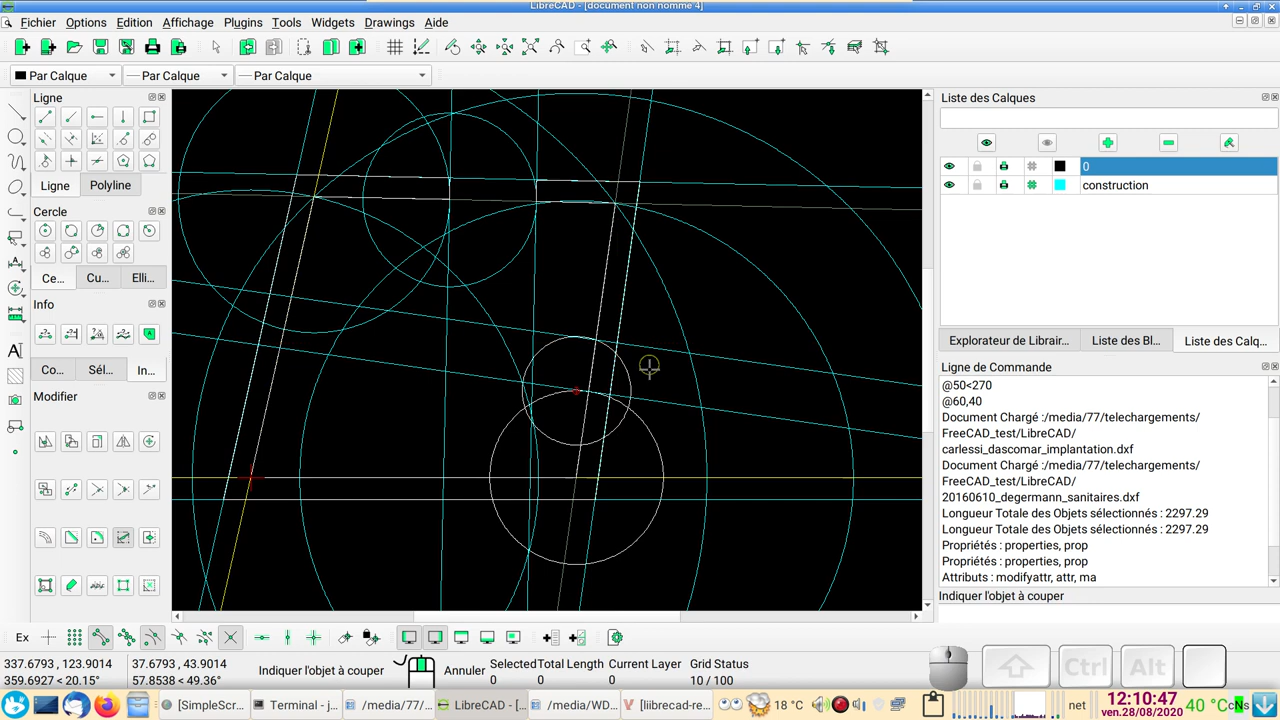 LibreCAD - [document non nomme 4]
Fichier Options Edition Affichage Plugins Tools Widgets Drawings Aide
Par Calque Par Calque Par Calque
Ligne
Ligne Polyline
Cercle
Ce... Cu... Elli...
Info
Co... Sél... In...
Modifier
Liste des Calques
0
construction
Explorateur de Librair... Liste des Bl... Liste des Calq...
Ligne de Commande
@50<270
@60,40
Document Chargé :/media/77/telechargements/
FreeCAD_test/LibreCAD/
carlessi_dascomar_implantation.dxf
Document Chargé :/media/77/telechargements/
FreeCAD_test/LibreCAD/
20160610_degermann_sanitaires.dxf
Longueur Totale des Objets sélectionnés : 2297.29
Longueur Totale des Objets sélectionnés : 2297.29
Propriétés : properties, prop
Propriétés : properties, prop
Attributs : modifyattr, attr, ma
Indiquer l'objet à couper
Ex
337.6793 , 123.9014
359.6927 < 20.15°
37.6793 , 43.9014
57.8538 < 49.36°
Indiquer l'objet à couper
Annuler
Selected Total Length Current Layer Grid Status
0 0 0 10 / 100
Ctrl Alt
[SimpleScr... Terminal - j... /media/77/... LibreCAD - [... /media/WD... [liibrecad-re...
18 °C
net
12:10:47
ven.28/08/2020
40 °C